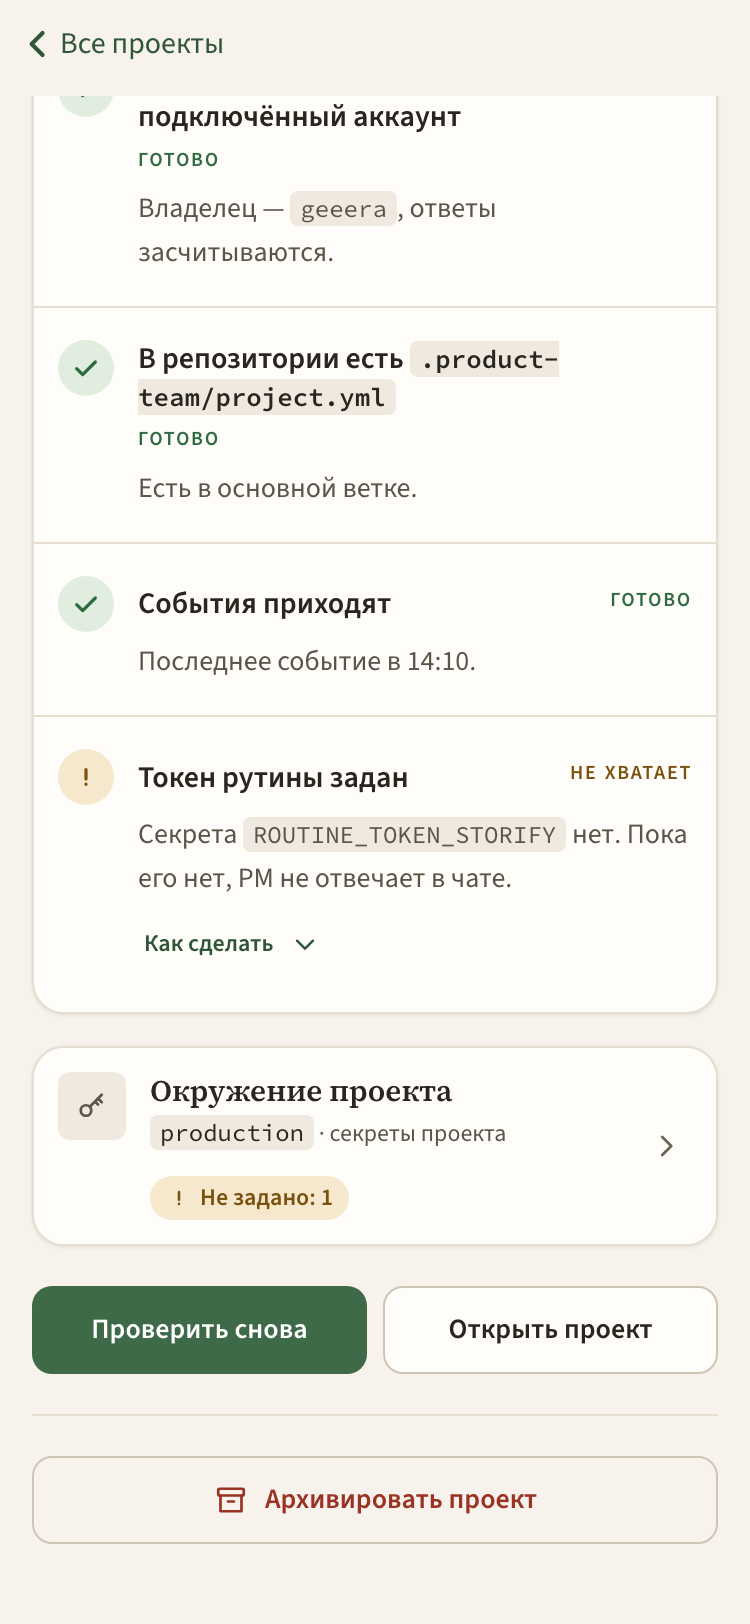 Все проекты
подключённый аккаунт
ГОТОВО
Владелец — geeera, ответы
засчитываются.
В репозитории есть .product-
team/project.yml
ГОТОВО
Есть в основной ветке.
События приходят ГОТОВО
Последнее событие в 14:10.
! Токен рутины задан НЕ ХВАТАЕТ
Секрета ROUTINE_TOKEN_STORIFY нет. Пока
его нет, PM не отвечает в чате.
Как сделать
Окружение проекта
production · секреты проекта
! Не задано: 1
Проверить снова Открыть проект
Архивировать проект